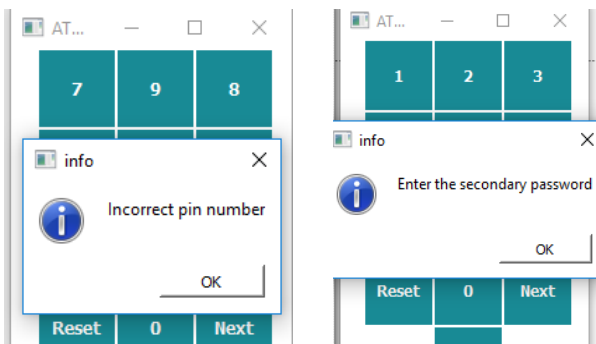 AT...
7 9 8
info
Incorrect pin number
OK
Reset 0 Next
AT...
1 2 3
info
Enter the secondary password
OK
Reset 0 Next